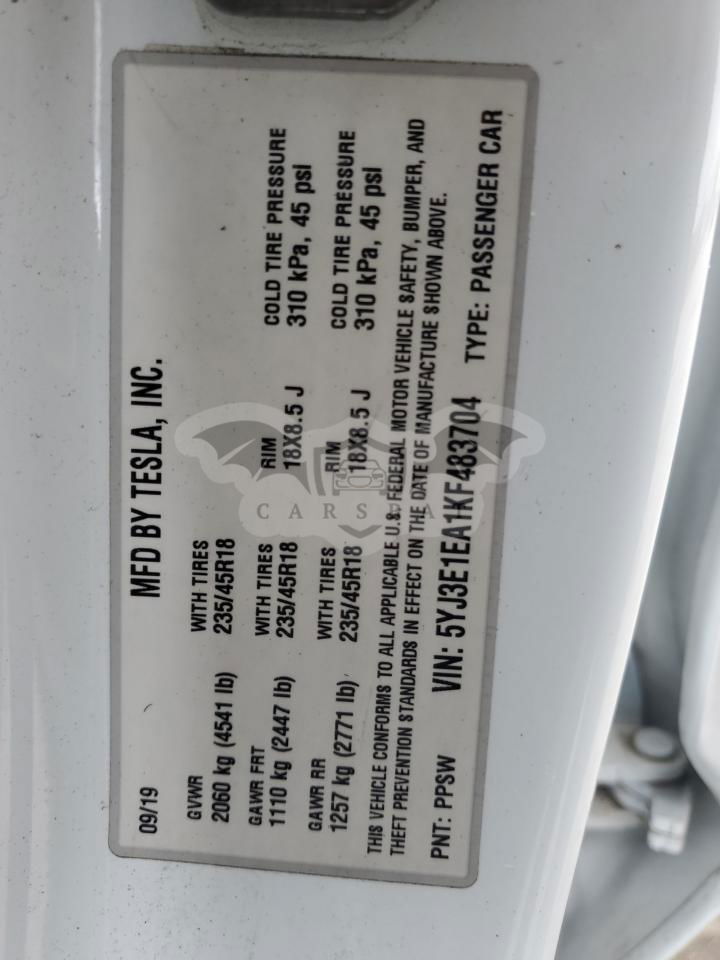 MFD BY TESLA, INC.
09/19
GVWR WITH TIRES
2060 kg (4541 lb) 235/45R18
GAWR FRT WITH TIRES RIM COLD TIRE PRESSURE
1110 kg (2447 lb) 235/45R18 18X8.5 J 310 kPa, 45 psi
GAWR RR WITH TIRES RIM COLD TIRE PRESSURE
1257 kg (2771 lb) 235/45R18 18X8.5 J 310 kPa, 45 psi
THIS VEHICLE CONFORMS TO ALL APPLICABLE U.S. FEDERAL MOTOR VEHICLE SAFETY, BUMPER, AND
THEFT PREVENTION STANDARDS IN EFFECT ON THE DATE OF MANUFACTURE SHOWN ABOVE.
PNT: PPSW VIN: 5YJ3E1EA1KF483704 TYPE: PASSENGER CAR